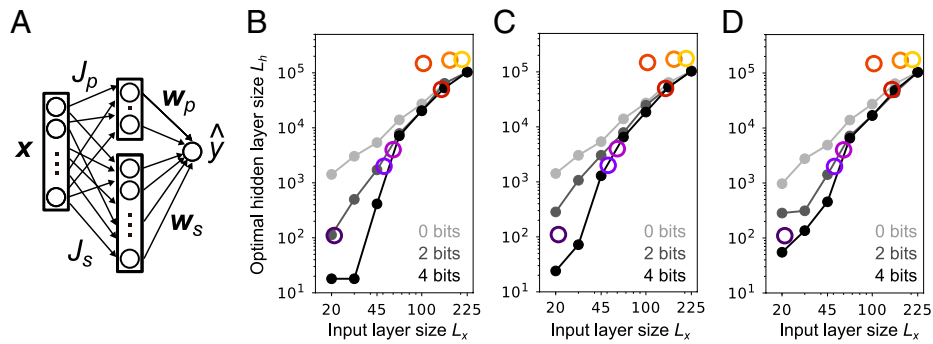 A
J_p
w_p
x
ŷ
w_s
J_s
B
Optimal hidden layer size L_h
10^5
10^4
10^3
10^2
10^1
0 bits
2 bits
4 bits
20 45 100 225
Input layer size L_x
C
10^5
10^4
10^3
10^2
10^1
0 bits
2 bits
4 bits
20 45 100 225
Input layer size L_x
D
10^5
10^4
10^3
10^2
10^1
0 bits
2 bits
4 bits
20 45 100 225
Input layer size L_x